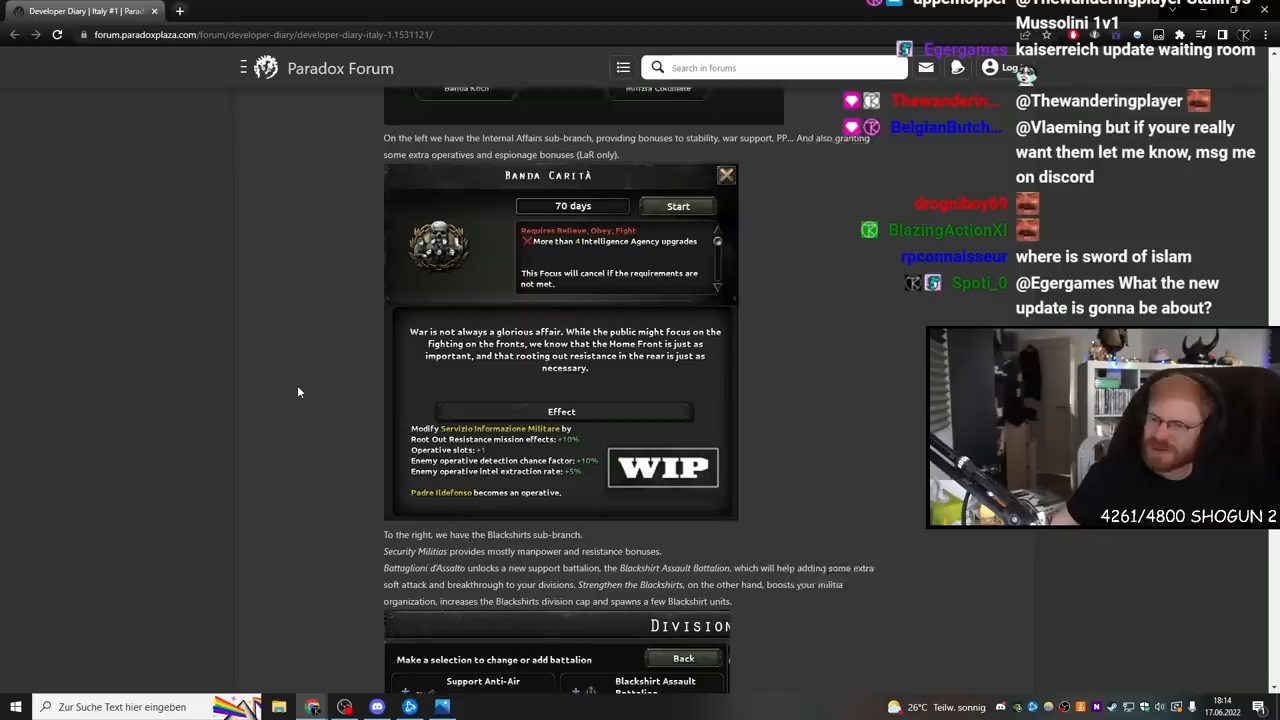 Developer Diary | Italy #1 | Parad
forum.paradoxplaza.com/forum/developer-diary/developer-diary-italy-1.1531121/
Paradox Forum
Search in forums
Log
On the left we have the Internal Affairs sub-branch, providing bonuses to stability, war support, PP... And also granting
some extra operatives and espionage bonuses (LaR only).
Banda Carità
70 days
Start
Requires Believe, Obey, Fight
More than 4 Intelligence Agency upgrades
This Focus will cancel if the requirements are
not met.
War is not always a glorious affair. While the public might focus on the
fighting on the fronts, we know that the Home Front is just as
important, and that rooting out resistance in the rear is just as
necessary.
Effect
Modify Servizio Informazione Militare by
Root Out Resistance mission effects: +10%
Operative slots: +1
Enemy operative detection chance factor: +10%
Enemy operative intel extraction rate: +5%
WIP
Padre Ildefonso becomes an operative.
To the right, we have the Blackshirts sub-branch.
Security Militias provides mostly manpower and resistance bonuses.
Battaglioni d'Assalto unlocks a new support battalion, the Blackshirt Assault Battalion, which will help adding some extra
soft attack and breakthrough to your divisions. Strengthen the Blackshirts, on the other hand, boosts your militia
organization, increases the Blackshirts division cap and spawns a few Blackshirt units.
Division
Make a selection to change or add battalion
Back
Support Anti-Air
Blackshirt Assault
Mussolini 1v1
Egergames kaiserreich update waiting room
Thewanderin... @Thewanderingplayer
BelgianButch... @Vlaeming but if youre really
want them let me know, msg me
on discord
drogniboy69
BlazingActionXI
rpconnaisseur where is sword of islam
Spoti_0 @Egergames What the new
update is gonna be about?
4261/4800 SHOGUN 2
Zur Suche Text hier eingeben
26°C Teilw. sonnig
18:14
17.06.2022